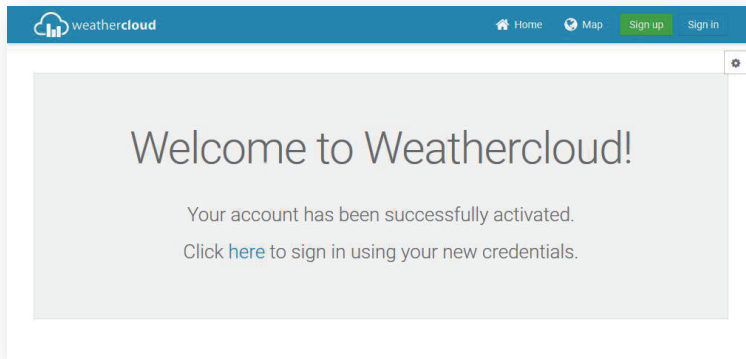 weathercloud
Home Map Sign up Sign in
Welcome to Weathercloud!
Your account has been successfully activated.
Click here to sign in using your new credentials.